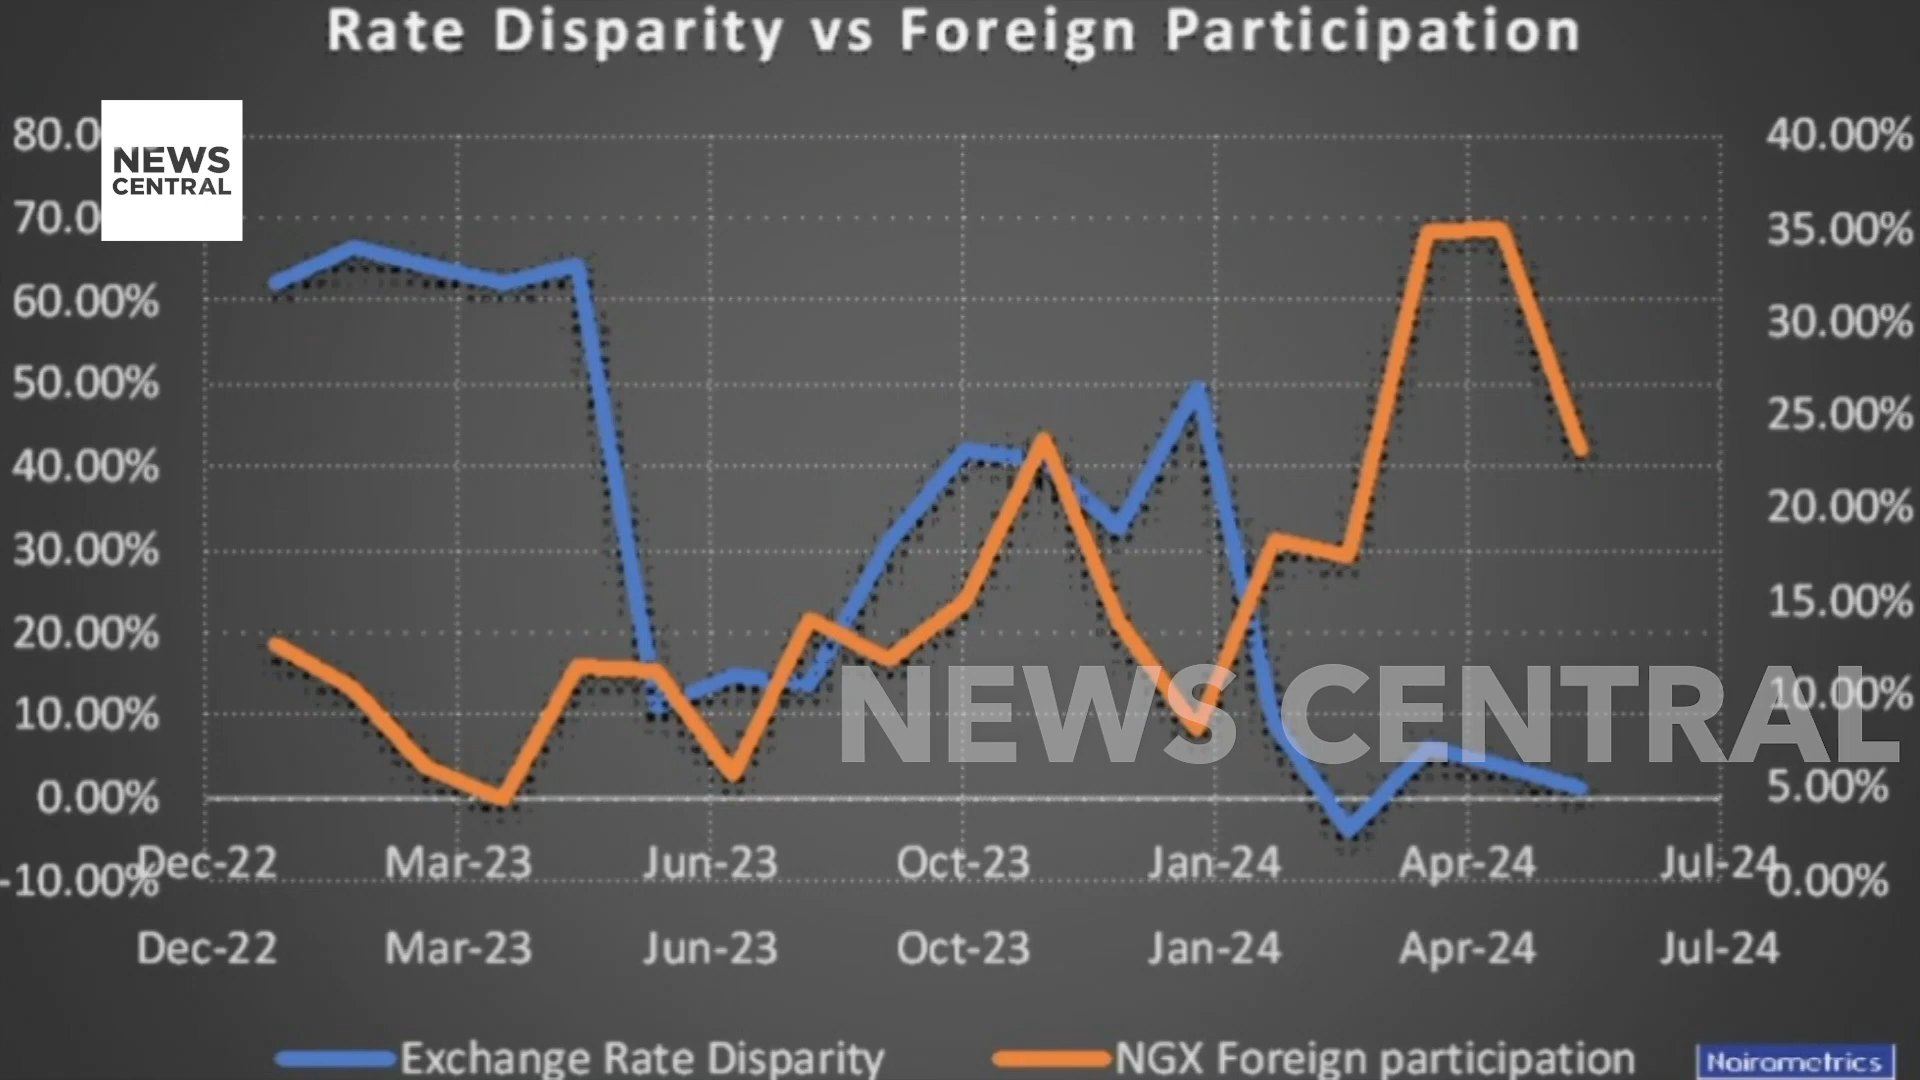 Rate Disparity vs Foreign Participation
NEWS
CENTRAL
80.0
70.0
60.00%
50.00%
40.00%
30.00%
20.00%
10.00%
0.00%
-10.00%
40.00%
35.00%
30.00%
25.00%
20.00%
15.00%
10.00%
5.00%
0.00%
NEWS CENTRAL
Dec-22 Mar-23 Jun-23 Oct-23 Jan-24 Apr-24 Jul-24
Dec-22 Mar-23 Jun-23 Oct-23 Jan-24 Apr-24 Jul-24
Exchange Rate Disparity NGX Foreign participation
Nairametrics